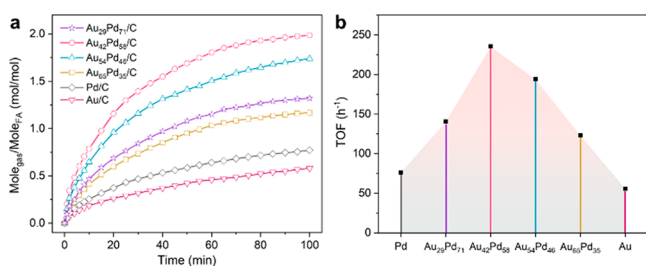 a
Au₂₉Pd₇₁/C
Au₄₂Pd₅₈/C
Au₅₄Pd₄₆/C
Au₆₅Pd₃₅/C
Pd/C
Au/C
2.0
1.5
1.0
0.5
0.0
Mole_gas/Mole_FA (mol/mol)
0 20 40 60 80 100
Time (min)
b
250
200
150
100
50
0
TOF (h⁻¹)
Pd Au₂₉Pd₇₁ Au₄₂Pd₅₈ Au₅₄Pd₄₆ Au₆₅Pd₃₅ Au